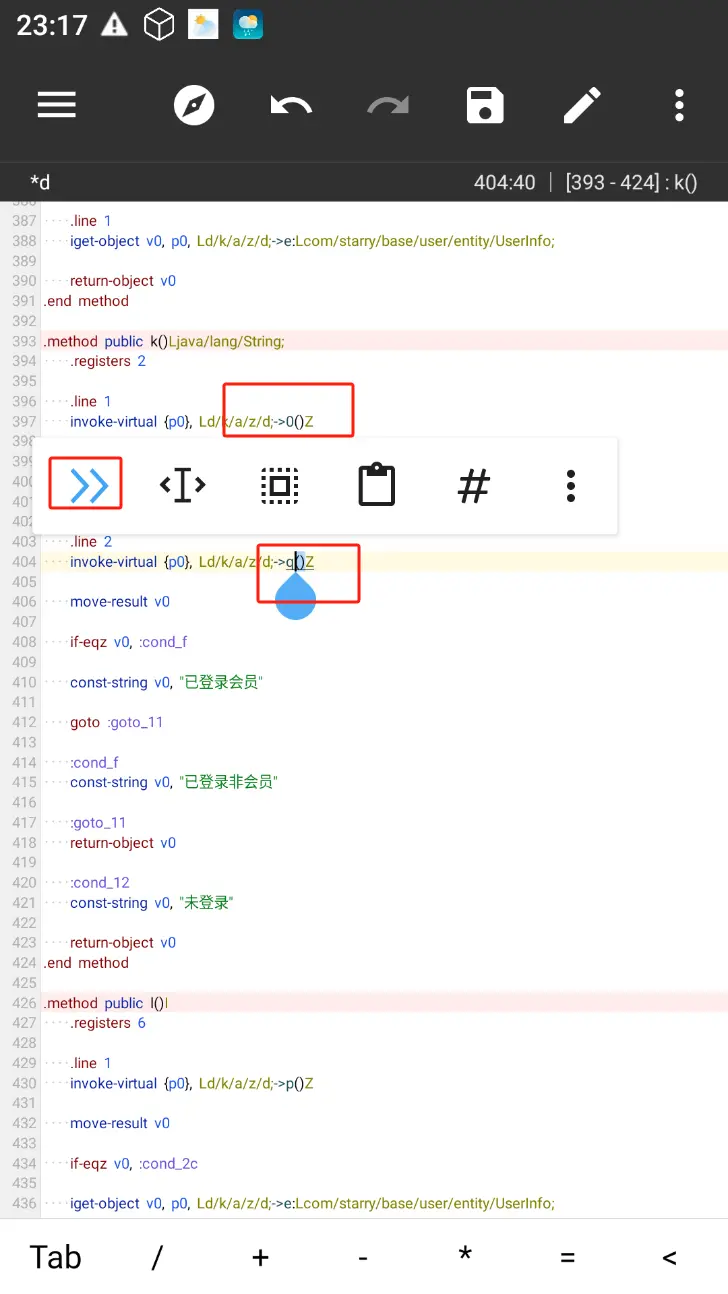 23:17
*d 404:40 | [393 - 424] : k()
386
387 ····.line 1
388 ····iget-object v0, p0, Ld/k/a/z/d;->e:Lcom/starry/base/user/entity/UserInfo;
389
390 ····return-object v0
391 .end method
392
393 .method public k()Ljava/lang/String;
394 ····.registers 2
395
396 ····.line 1
397 ····invoke-virtual {p0}, Ld/k/a/z/d;->0()Z
398
399
400
401
402
403 ····.line 2
404 ····invoke-virtual {p0}, Ld/k/a/z/d;->q()Z
405
406 ····move-result v0
407
408 ····if-eqz v0, :cond_f
409
410 ····const-string v0, "已登录会员"
411
412 ····goto :goto_11
413
414 ····:cond_f
415 ····const-string v0, "已登录非会员"
416
417 ····:goto_11
418 ····return-object v0
419
420 ····:cond_12
421 ····const-string v0, "未登录"
422
423 ····return-object v0
424 .end method
425
426 .method public l()I
427 ····.registers 6
428
429 ····.line 1
430 ····invoke-virtual {p0}, Ld/k/a/z/d;->p()Z
431
432 ····move-result v0
433
434 ····if-eqz v0, :cond_2c
435
436 ····iget-object v0, p0, Ld/k/a/z/d;->e:Lcom/starry/base/user/entity/UserInfo;
Tab / + - * = <